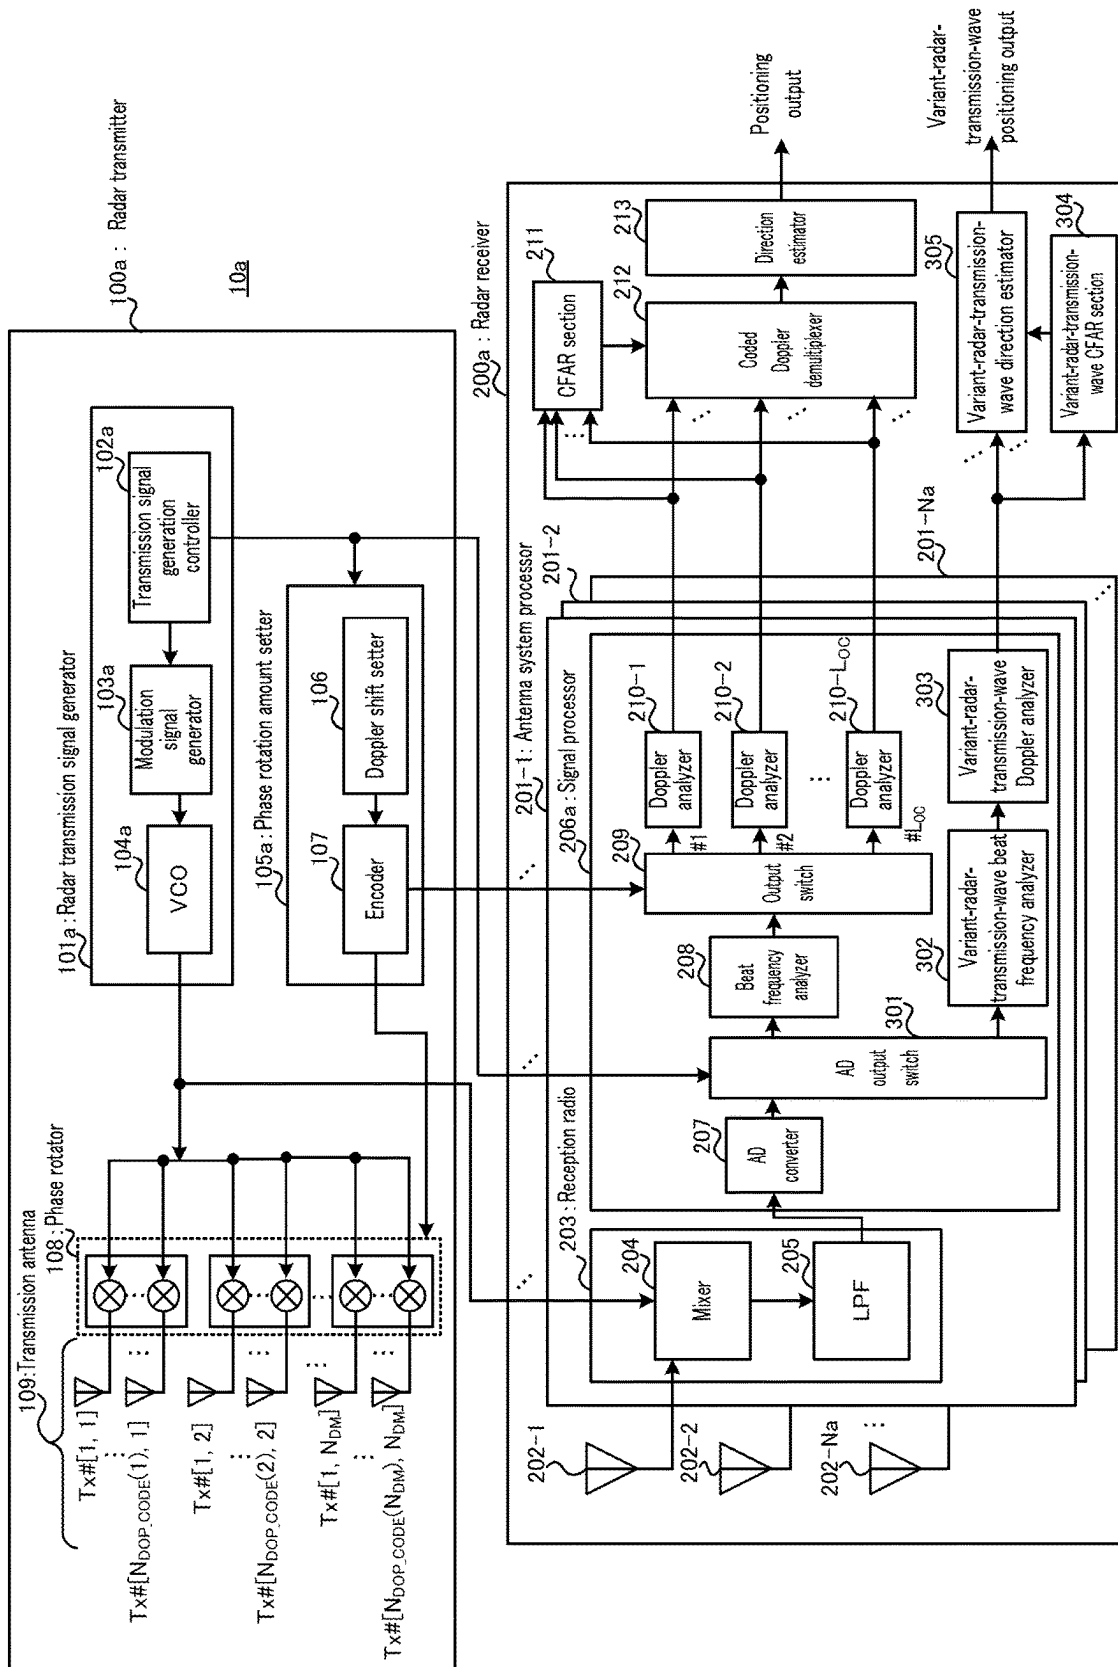 100a : Radar transmitter
10a
101a : Radar transmission signal generator
102a
Transmission signal
generation
controller
103a
Modulation
signal
generator
104a
VCO
105a : Phase rotation amount setter
106
Doppler shift setter
107
Encoder
108 : Phase rotator
109:Transmission antenna
Tx#[1, 1]
Tx#[NDOP_CODE(1), 1]
Tx#[1, 2]
Tx#[NDOP_CODE(2), 2]
Tx#[1, NDM]
Tx#[NDOP_CODE(NDM), NDM]
200a : Radar receiver
201-1 : Antenna system processor
201-2
201-Na
202-1
202-2
202-Na
203 : Reception radio
204
Mixer
205
LPF
206a : Signal processor
207
AD
converter
301
AD
output
switch
208
Beat
frequency
analyzer
209
Output
switch
#1
#2
#LOC
210-1
Doppler
analyzer
210-2
Doppler
analyzer
210-LOC
Doppler
analyzer
302
Variant-radar-
transmission-wave beat
frequency analyzer
303
Variant-radar-
transmission-wave
Doppler analyzer
211
CFAR section
212
Coded
Doppler
demultiplexer
213
Direction
estimator
Positioning
output
305
Variant-radar-transmission-
wave direction estimator
304
Variant-radar-transmission-
wave CFAR section
Variant-radar-
transmission-wave
positioning output